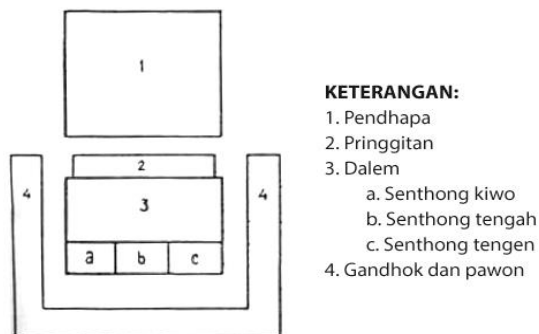 1
2
3
4
4
a
b
c
KETERANGAN:
1. Pendhapa
2. Pringgitan
3. Dalem
a. Senthong kiwo
b. Senthong tengah
c. Senthong tengen
4. Gandhok dan pawon